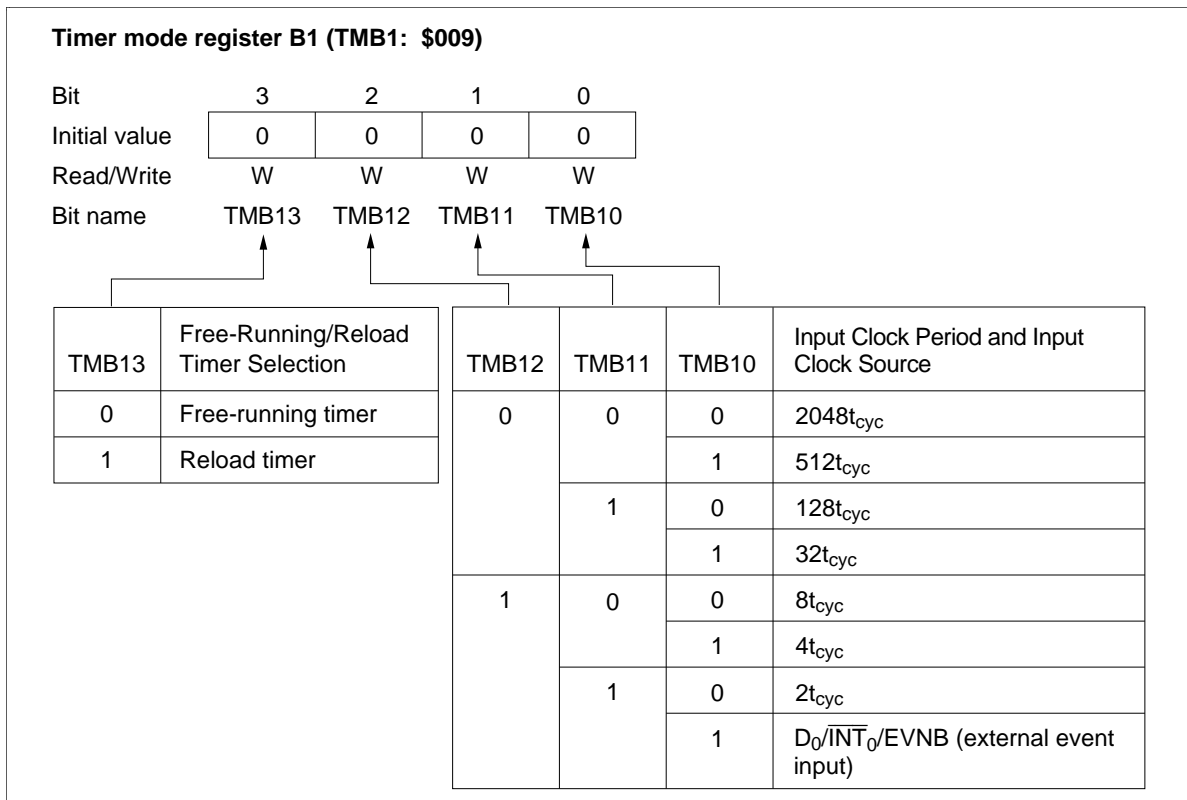 Timer mode register B1 (TMB1: $009)
Bit 3 2 1 0
Initial value 0 0 0 0
Read/Write W W W W
Bit name TMB13 TMB12 TMB11 TMB10
TMB13 Free-Running/Reload
Timer Selection
0 Free-running timer
1 Reload timer
TMB12 TMB11 TMB10 Input Clock Period and Input
Clock Source
0 0 0 2048tcyc
1 512tcyc
1 0 128tcyc
1 32tcyc
1 0 0 8tcyc
1 4tcyc
1 0 2tcyc
1 D0/I̅N̅T̅0/EVNB (external event
input)